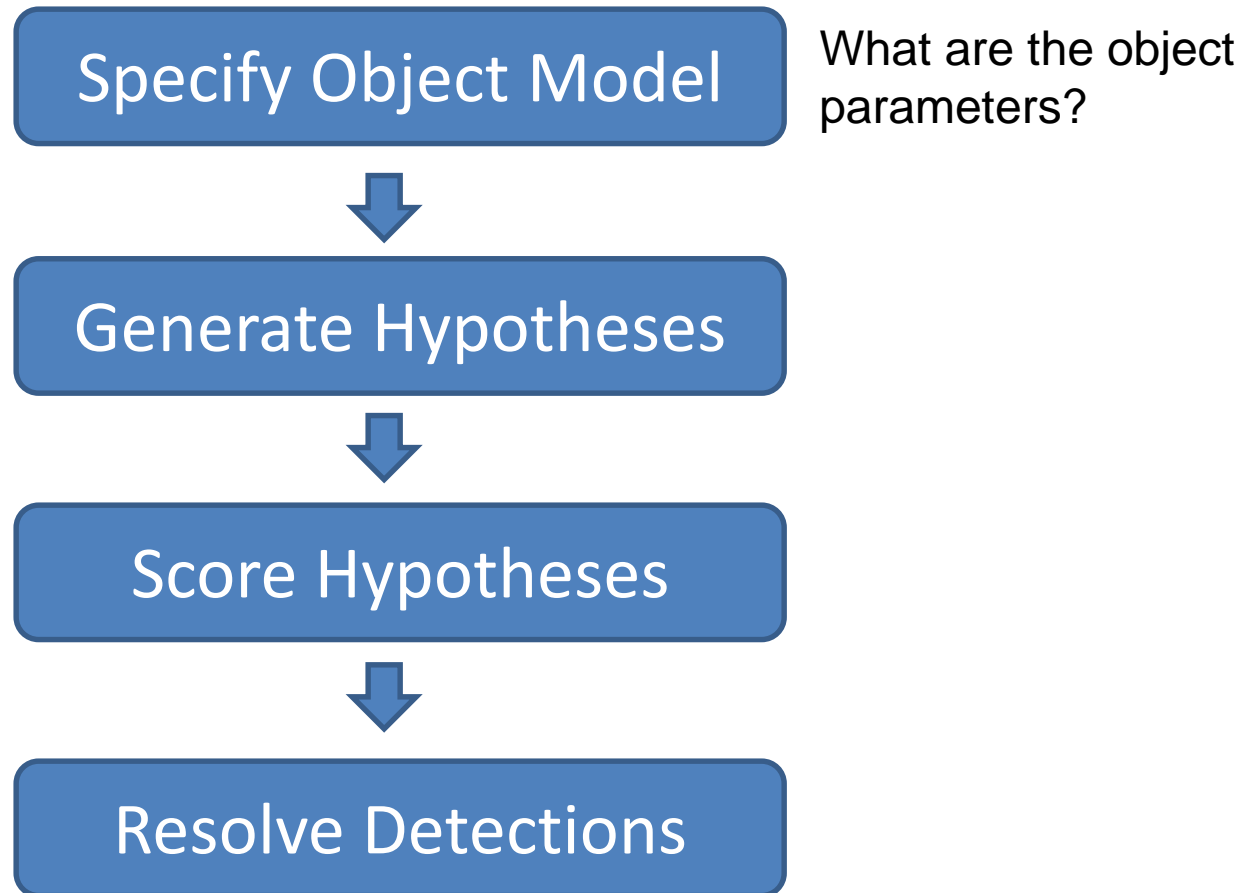 Specify Object Model
What are the object
parameters?
Generate Hypotheses
Score Hypotheses
Resolve Detections